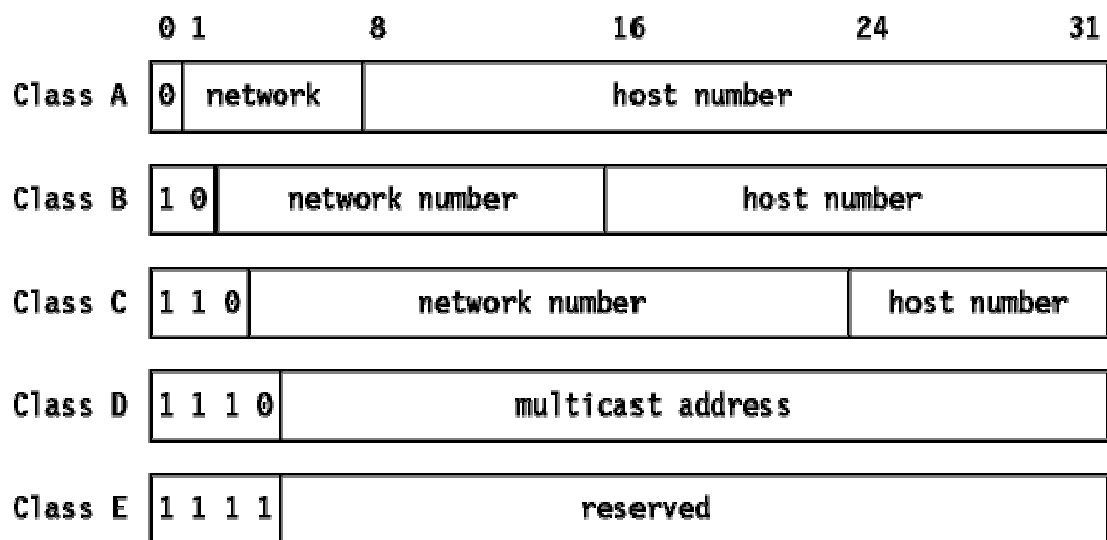 0 1 8 16 24 31
Class A 0 network host number
Class B 1 0 network number host number
Class C 1 1 0 network number host number
Class D 1 1 1 0 multicast address
Class E 1 1 1 1 reserved